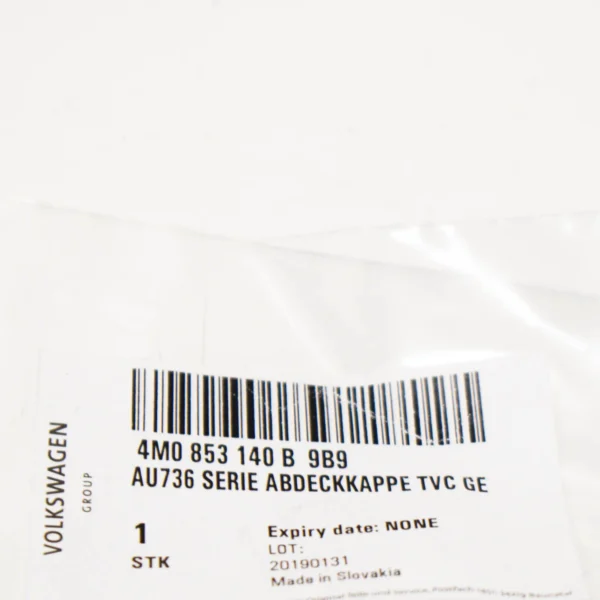 VOLKSWAGEN
GROUP
4M0 853 140 B 9B9
AU736 SERIE ABDECKKAPPE TVC GE
1
STK
Expiry date: NONE
LOT:
20190131
Made in Slovakia